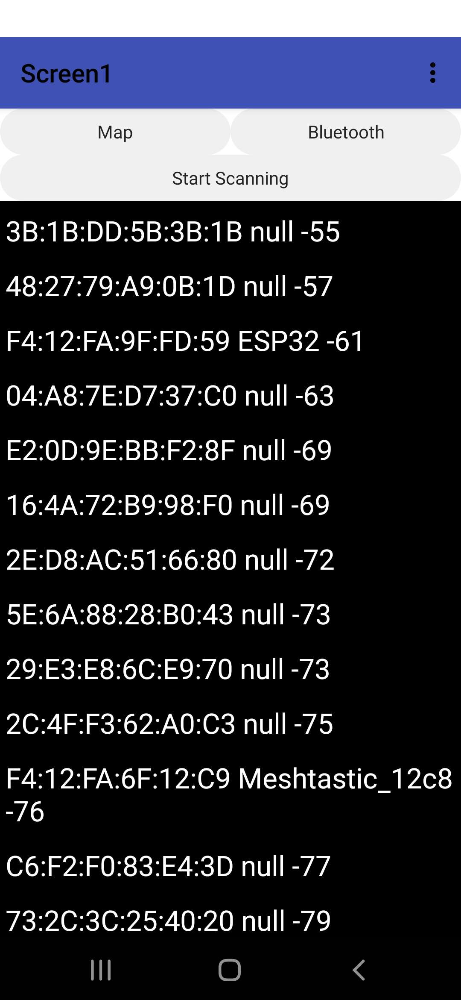 Screen1
Map
Bluetooth
Start Scanning
3B:1B:DD:5B:3B:1B null -55
48:27:79:A9:0B:1D null -57
F4:12:FA:9F:FD:59 ESP32 -61
04:A8:7E:D7:37:C0 null -63
E2:0D:9E:BB:F2:8F null -69
16:4A:72:B9:98:F0 null -69
2E:D8:AC:51:66:80 null -72
5E:6A:88:28:B0:43 null -73
29:E3:E8:6C:E9:70 null -73
2C:4F:F3:62:A0:C3 null -75
F4:12:FA:6F:12:C9 Meshtastic_12c8
-76
C6:F2:F0:83:E4:3D null -77
73:2C:3C:25:40:20 null -79